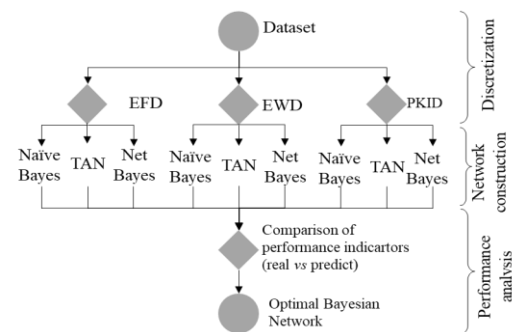 Dataset
Discretization
EFD
EWD
PKID
Naïve Bayes
TAN
Net Bayes
Naïve Bayes
TAN
Net Bayes
Naïve Bayes
TAN
Net Bayes
Network construction
Comparison of
performance indicartors
(real vs predict)
Optimal Bayesian
Network
Performance analysis